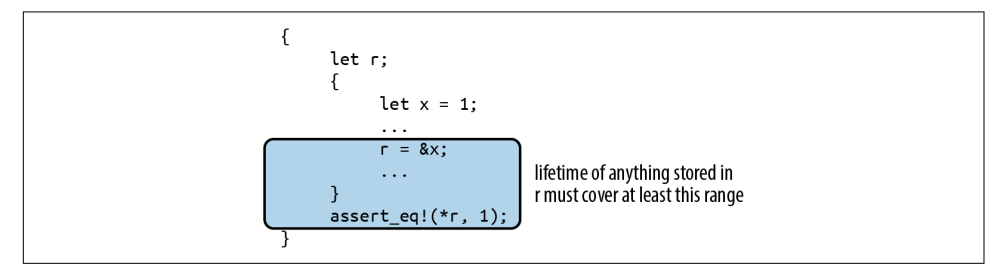 {
let r;
{
let x = 1;
...
r = &x;
...
}
assert_eq!(*r, 1);
}
lifetime of anything stored in
r must cover at least this range